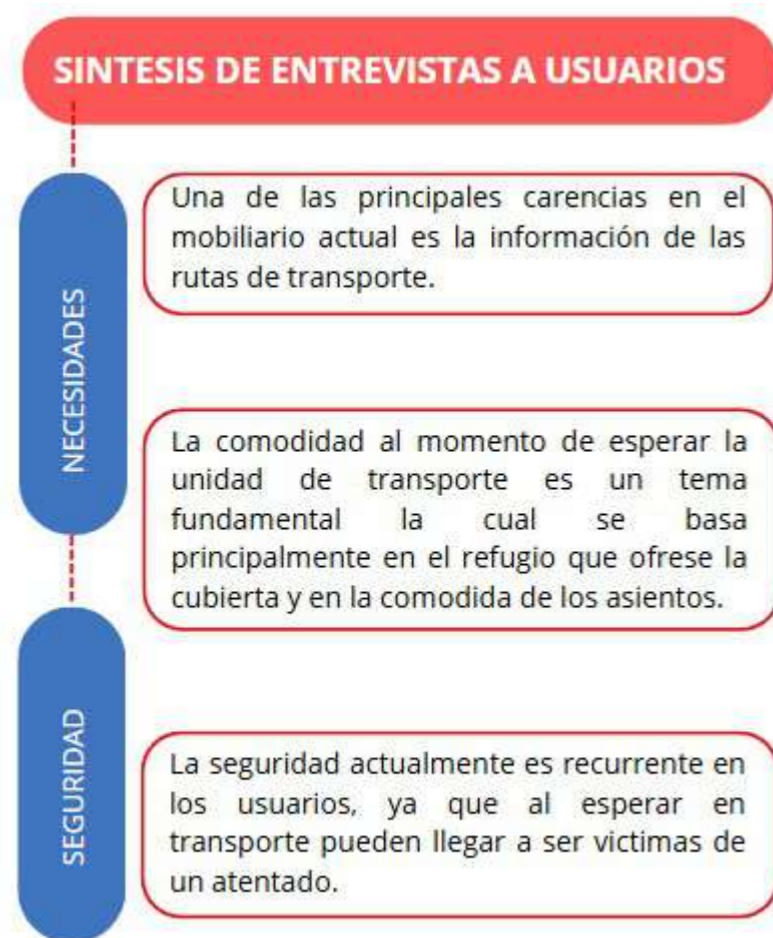 SINTESIS DE ENTREVISTAS A USUARIOS
NECESIDADES
Una de las principales carencias en el
mobiliario actual es la información de las
rutas de transporte.
La comodidad al momento de esperar la
unidad de transporte es un tema
fundamental la cual se basa
principalmente en el refugio que ofrese la
cubierta y en la comodida de los asientos.
SEGURIDAD
La seguridad actualmente es recurrente en
los usuarios, ya que al esperar en
transporte pueden llegar a ser victimas de
un atentado.